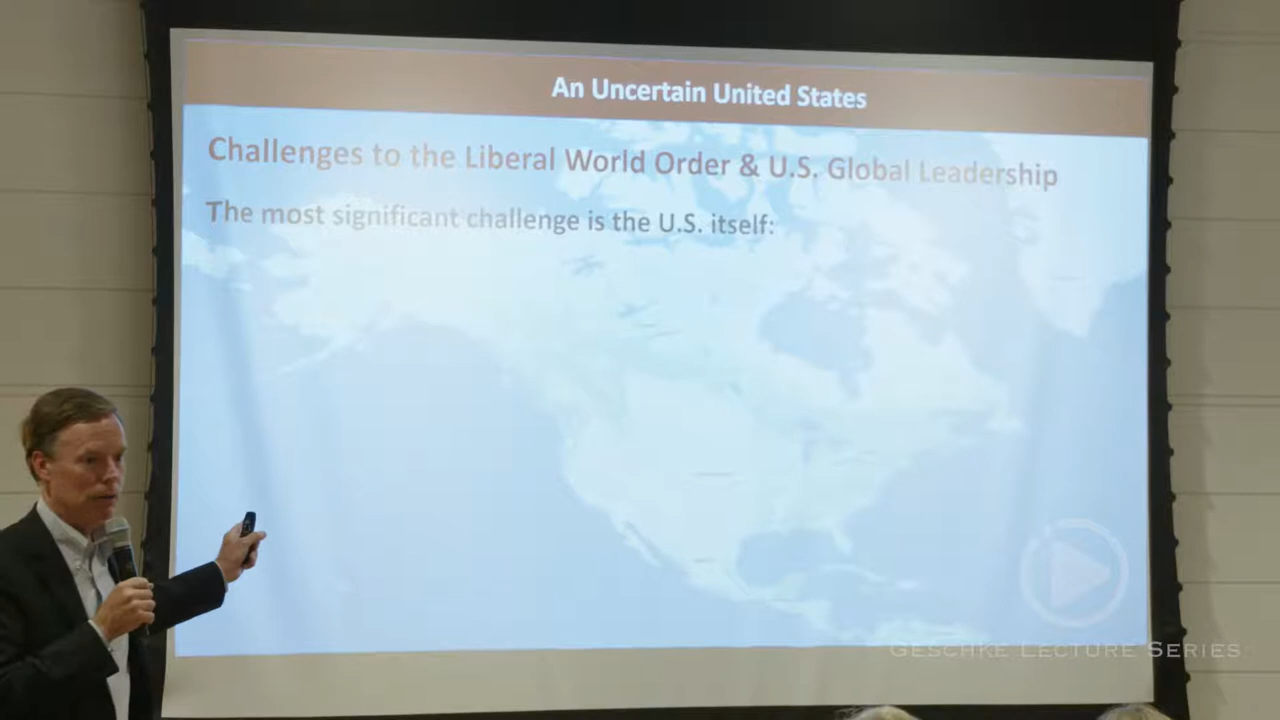 An Uncertain United States
Challenges to the Liberal World Order & U.S. Global Leadership
The most significant challenge is the U.S. itself:
Geschke Lecture Series